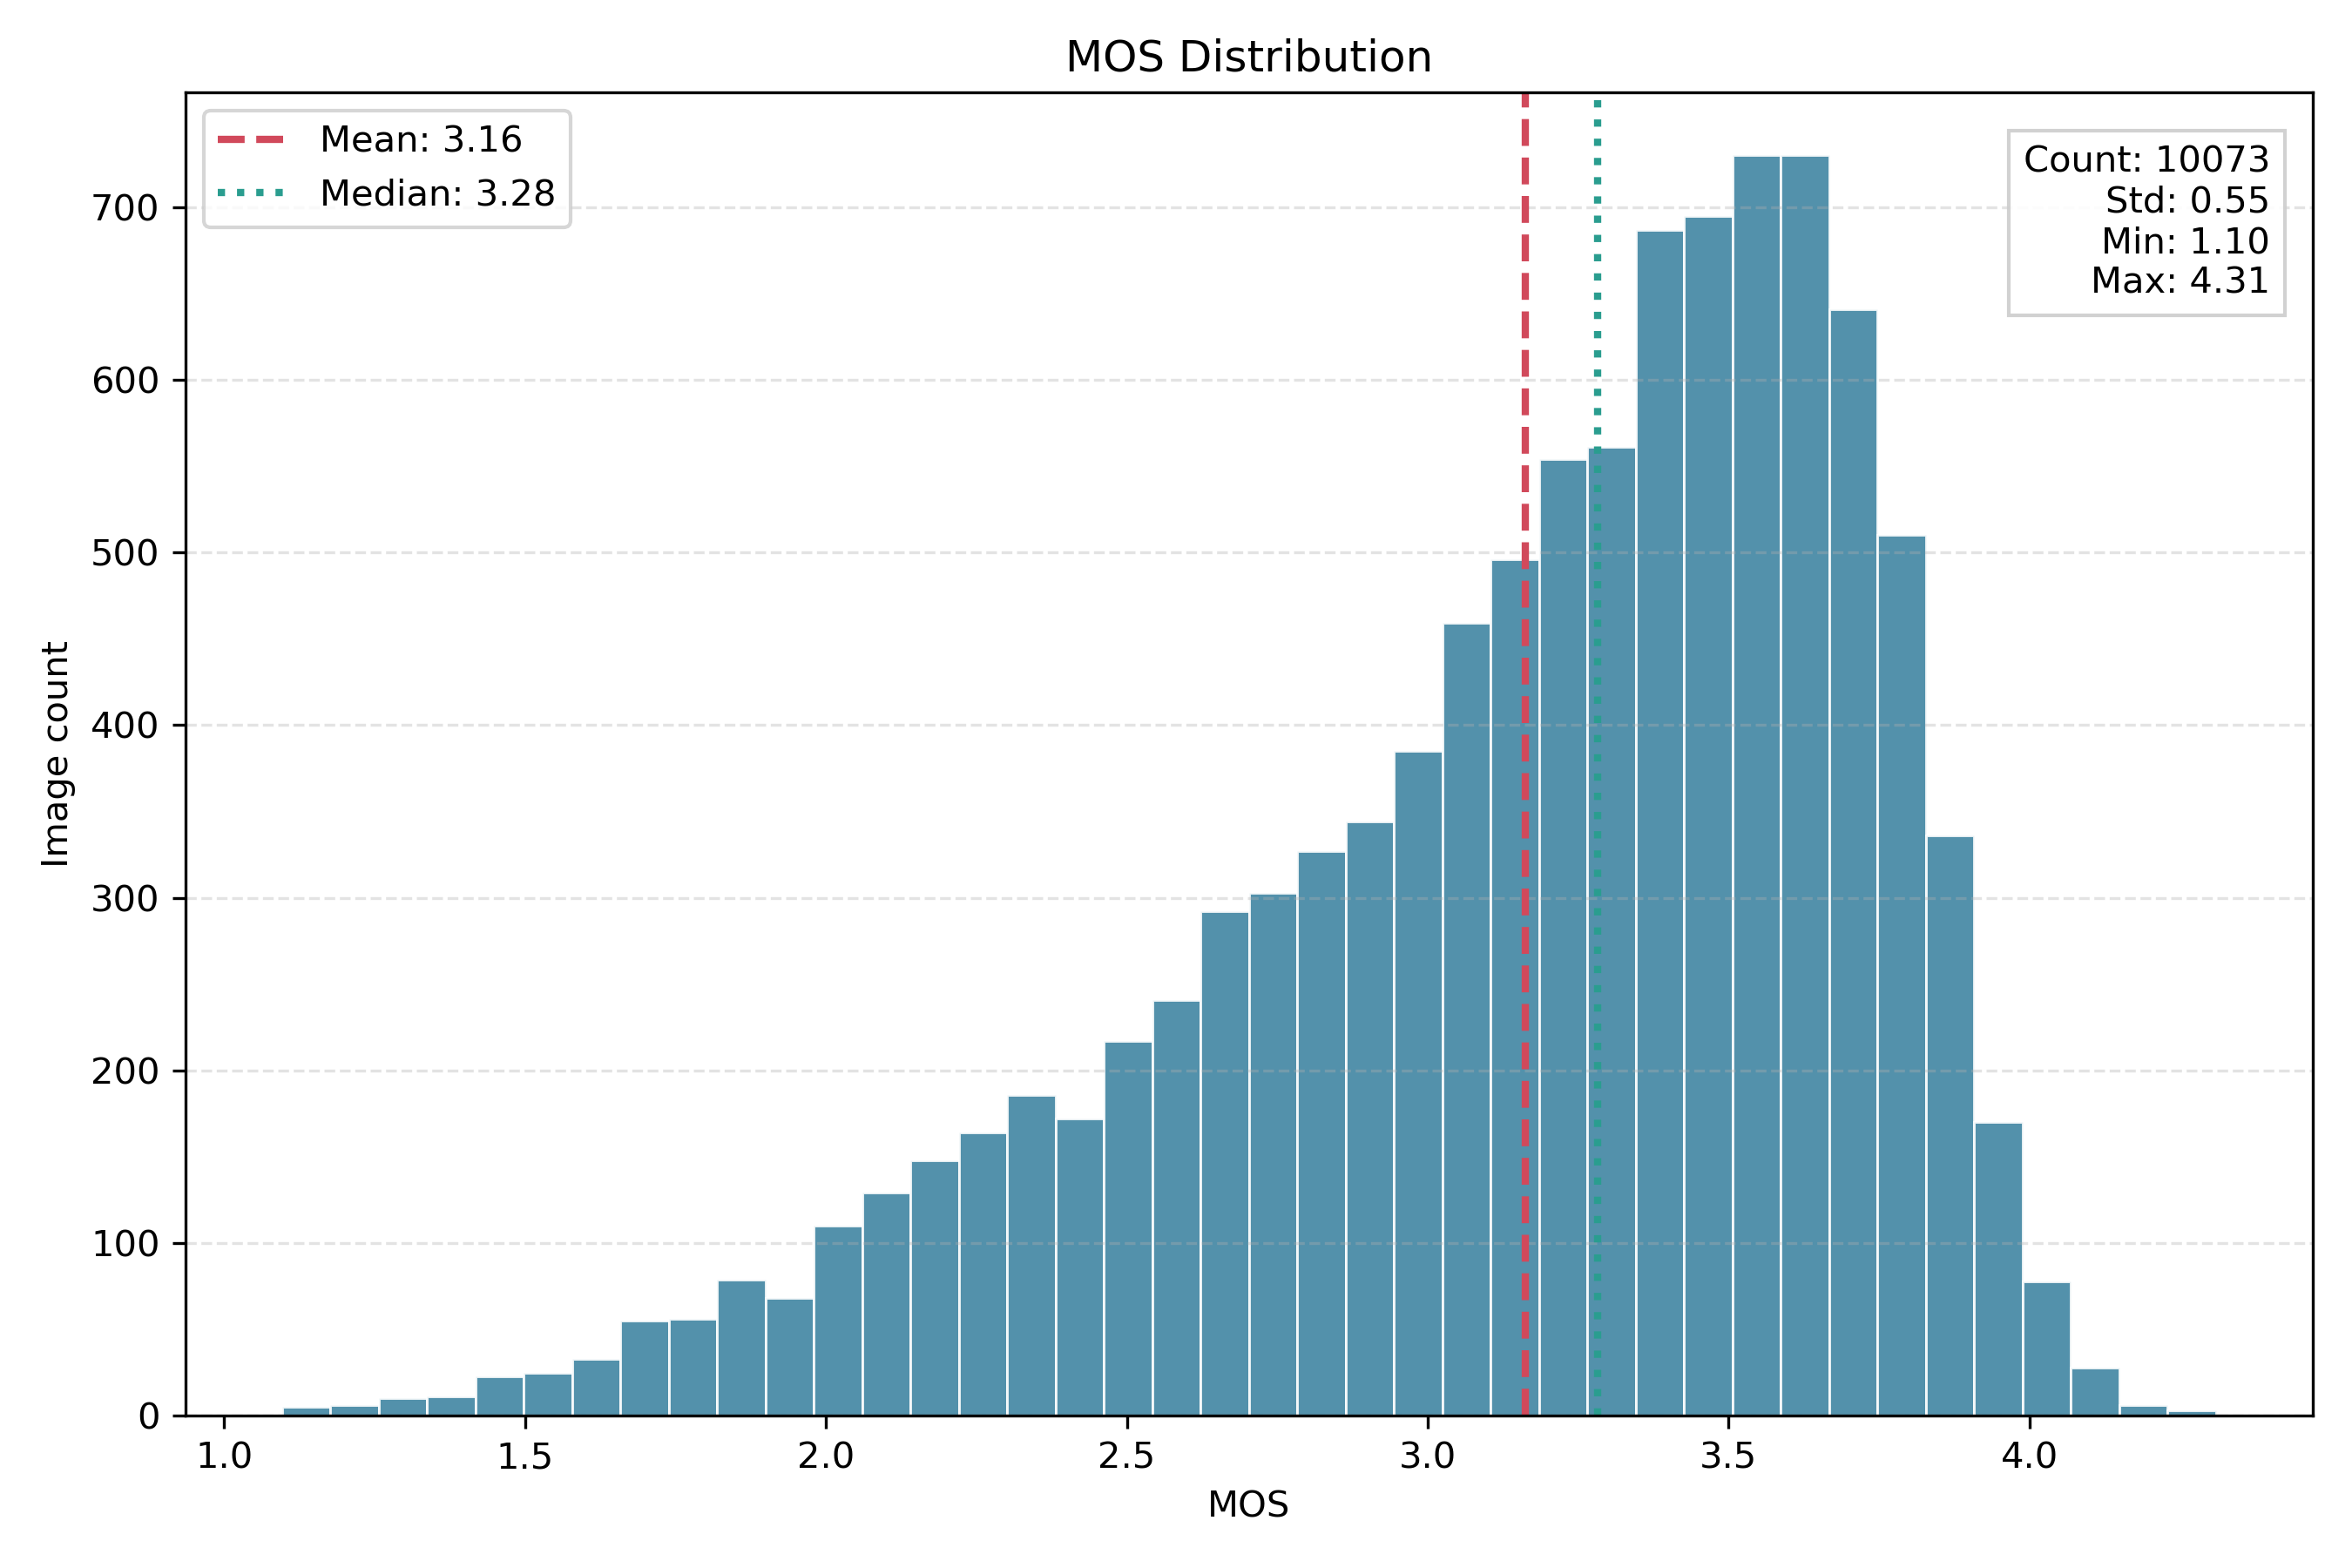 MOS Distribution
Mean: 3.16
Median: 3.28
Count: 10073
Std: 0.55
Min: 1.10
Max: 4.31
700
600
500
400
300
200
100
0
Image count
1.0 1.5 2.0 2.5 3.0 3.5 4.0
MOS